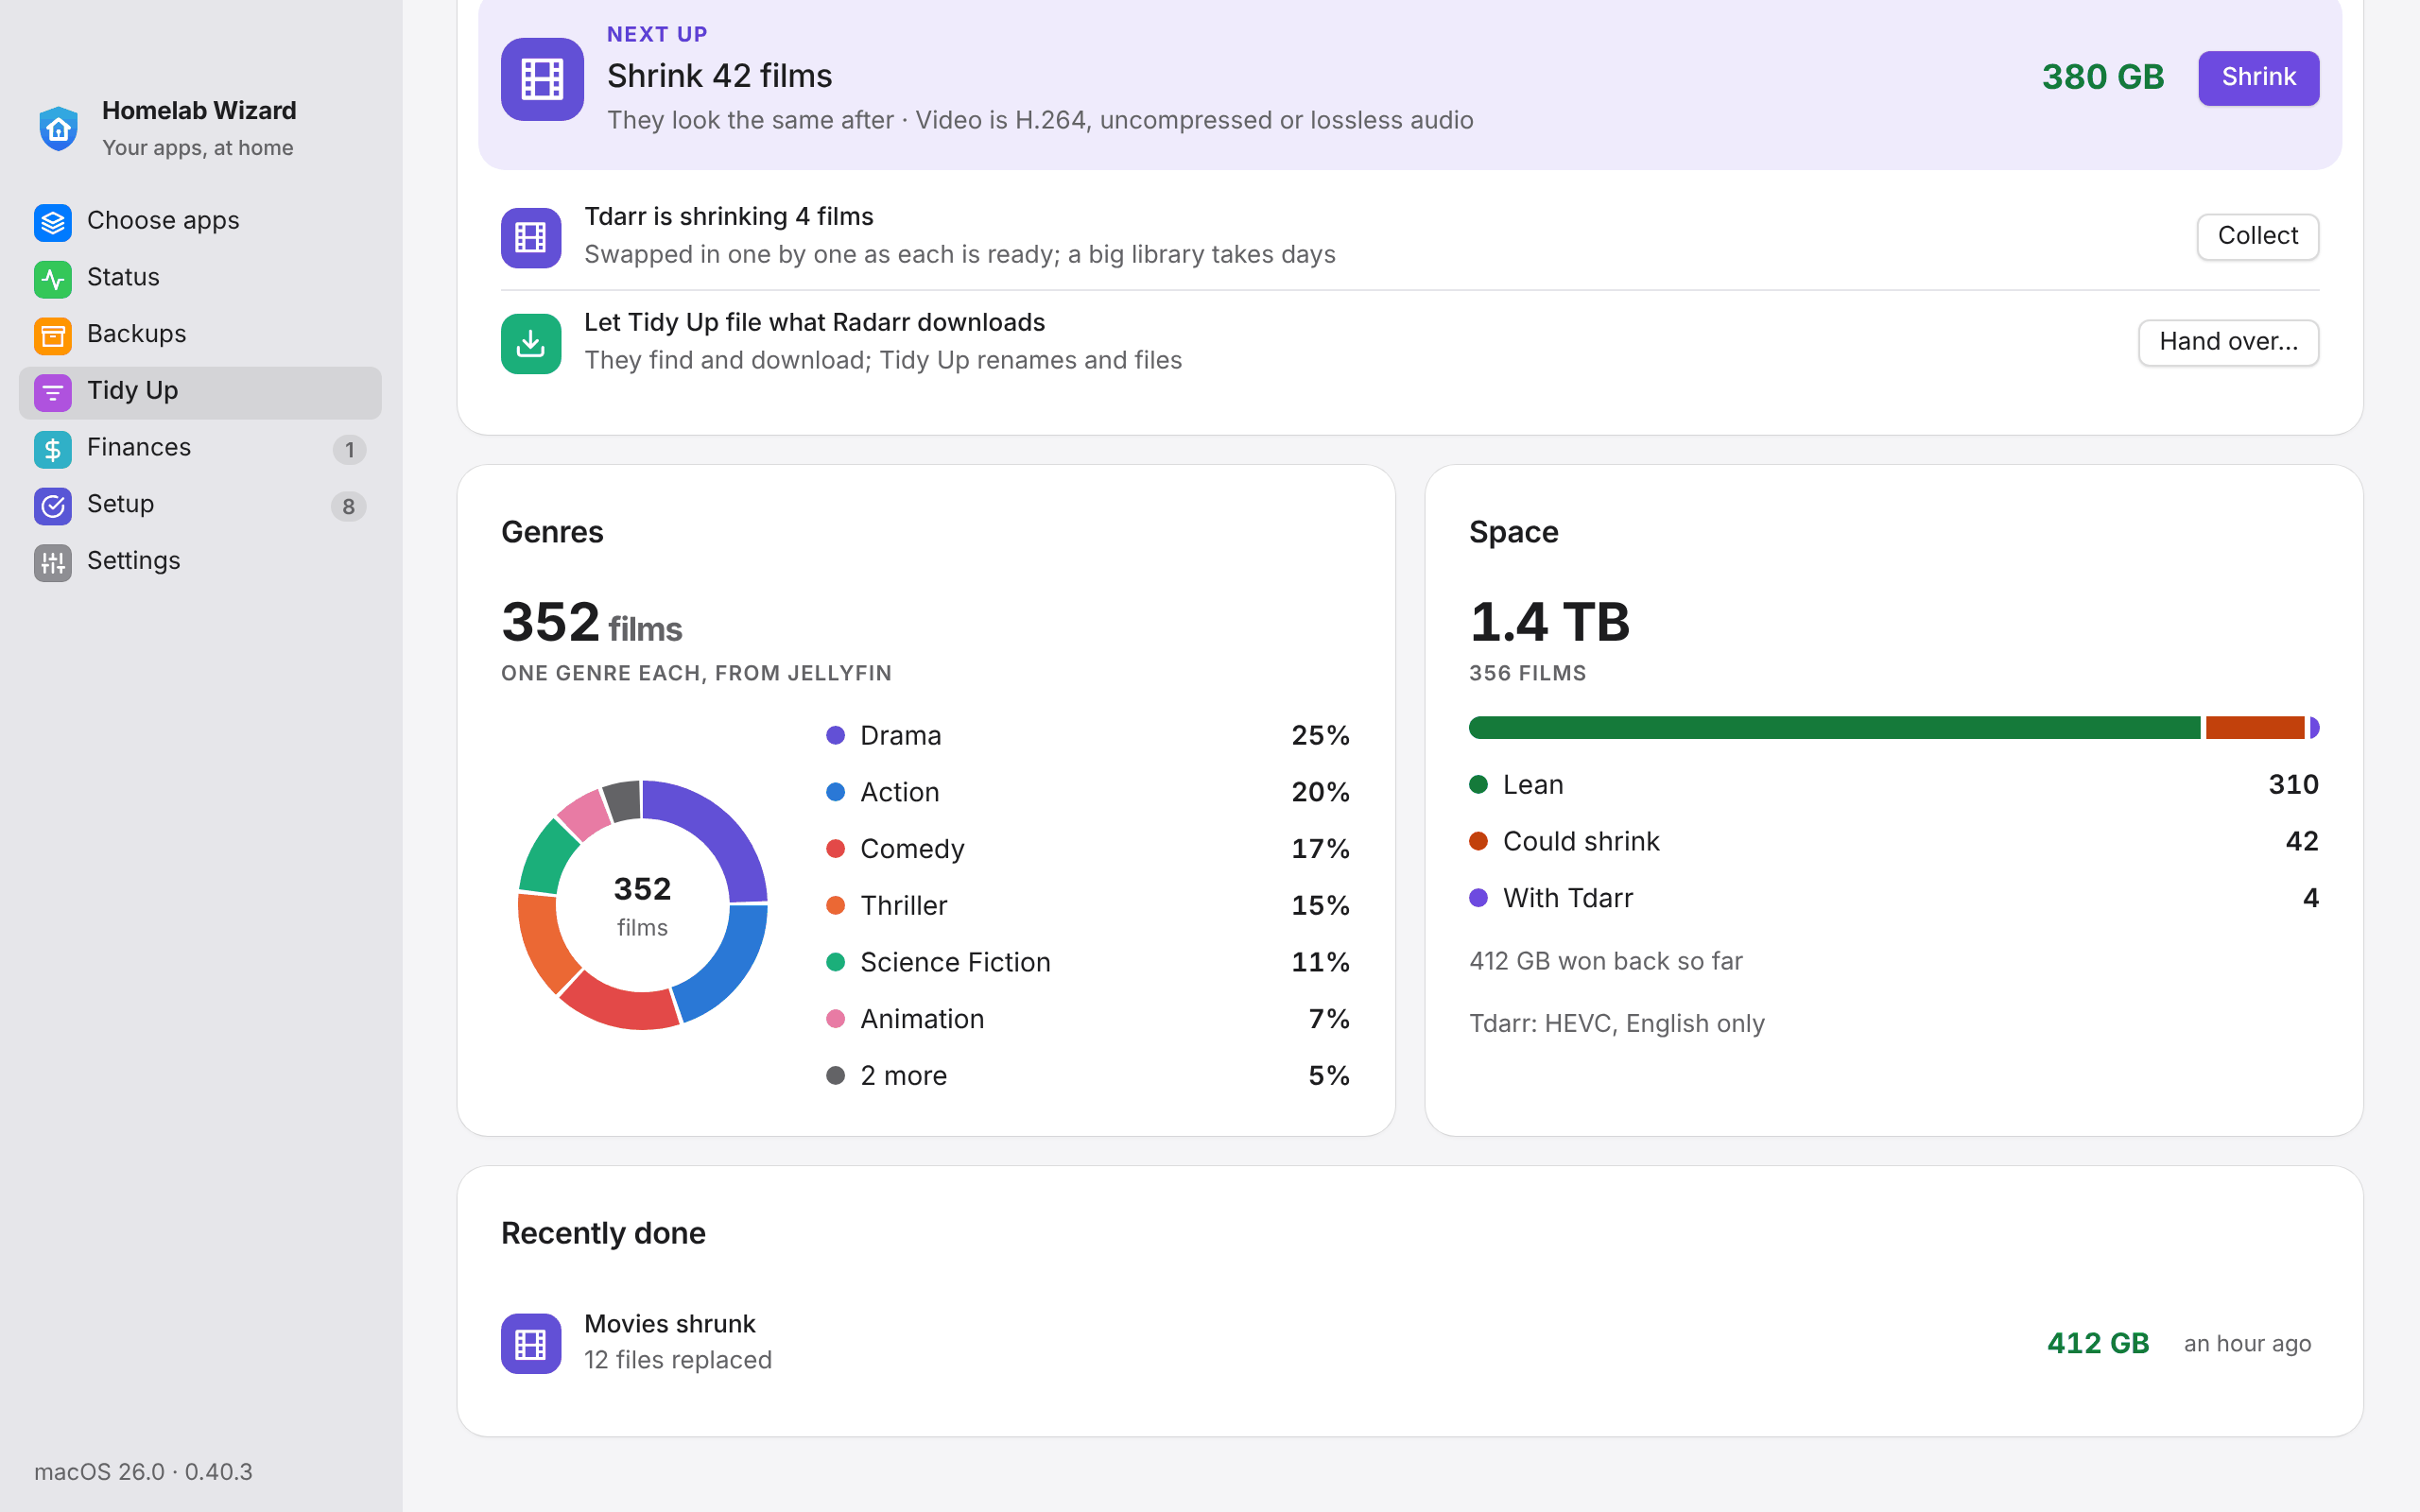 Homelab Wizard
Your apps, at home
Choose apps
Status
Backups
Tidy Up
Finances 1
Setup 8
Settings
macOS 26.0 · 0.40.3
NEXT UP
Shrink 42 films
They look the same after · Video is H.264, uncompressed or lossless audio
380 GB
Shrink
Tdarr is shrinking 4 films
Swapped in one by one as each is ready; a big library takes days
Collect
Let Tidy Up file what Radarr downloads
They find and download; Tidy Up renames and files
Hand over...
Genres
352 films
ONE GENRE EACH, FROM JELLYFIN
352
films
Drama 25%
Action 20%
Comedy 17%
Thriller 15%
Science Fiction 11%
Animation 7%
2 more 5%
Space
1.4 TB
356 FILMS
Lean 310
Could shrink 42
With Tdarr 4
412 GB won back so far
Tdarr: HEVC, English only
Recently done
Movies shrunk
12 files replaced
412 GB
an hour ago